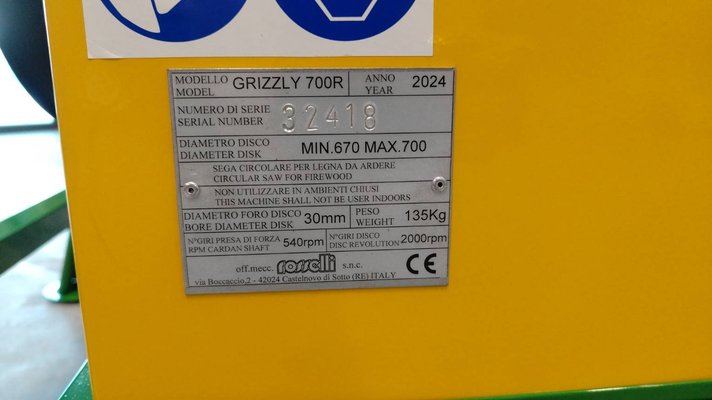 MODELLO GRIZZLY 700R ANNO 2024
MODEL YEAR
NUMERO DI SERIE 32418
SERIAL NUMBER
DIAMETRO DISCO MIN.670 MAX.700
DIAMETER DISK
SEGA CIRCOLARE PER LEGNA DA ARDERE
CIRCULAR SAW FOR FIREWOOD
NON UTILIZZARE IN AMBIENTI CHIUSI
THIS MACHINE SHALL NOT BE USER INDOORS
DIAMETRO FORO DISCO 30mm PESO 135Kg
BORE DIAMETER DISK WEIGHT
N°GIRI PRESA DI FORZA 540rpm N°GIRI DISCO 2000rpm
RPM CARDAN SHAFT DISC REVOLUTION
off.mecc. rosselli s.n.c. CE
via Boccaccio,2 - 42024 Castelnovo di Sotto (RE) ITALY